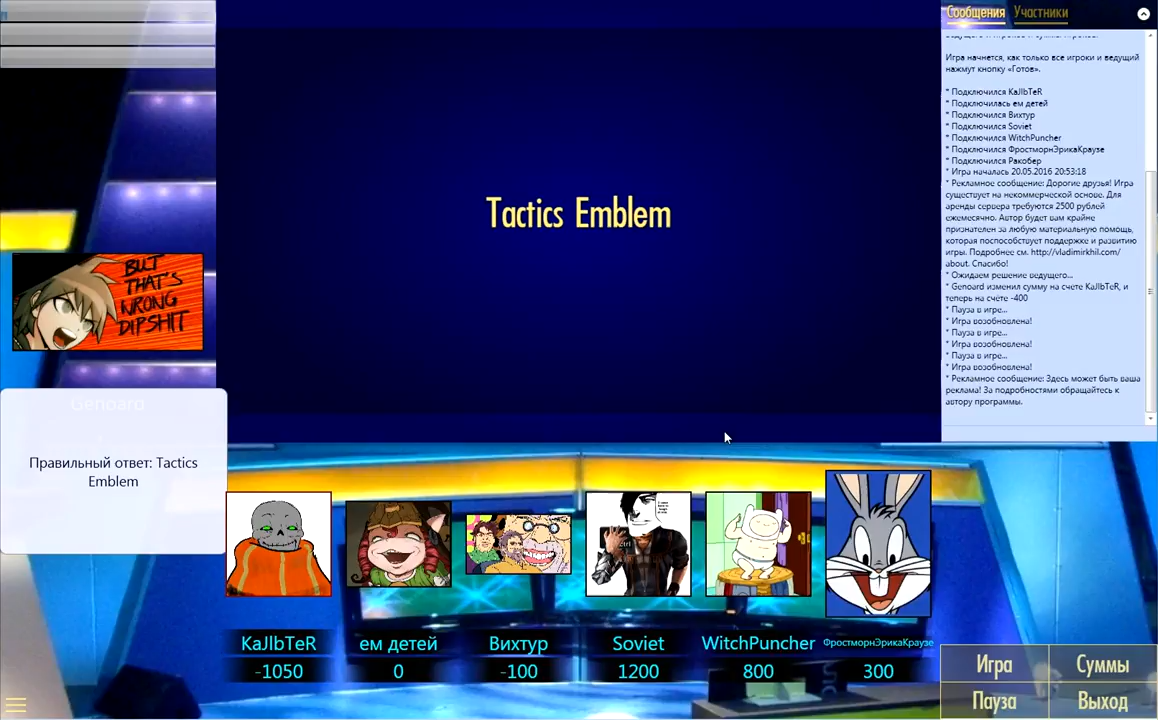 Сообщения Участники
Игра начнется, как только все игроки и ведущий
нажмут кнопку «Готов».
* Подключился KaJIbTeR
* Подключилась ем детей
* Подключился Вихтур
* Подключился Soviet
* Подключился WitchPuncher
* Подключился ФростморнЭрикаКраузе
* Подключился Ракобер
* Игра началась 20.05.2016 20:53:18
* Рекламное сообщение: Дорогие друзья! Игра
существует на некоммерческой основе. Для
аренды сервера требуются 2500 рублей
ежемесячно. Автор будет вам крайне
признателен за любую материальную помощь,
которая поспособствует поддержке и развитию
игры. Подробнее см. http://vladimirkhil.com/
about. Спасибо!
* Ожидаем решение ведущего...
* Genoard изменил сумму на счёте KaJIbTeR, и
теперь на счёте -400
* Пауза в игре...
* Игра возобновлена!
* Пауза в игре...
* Игра возобновлена!
* Пауза в игре...
* Игра возобновлена!
* Рекламное сообщение: Здесь может быть ваша
реклама! За подробностями обращайтесь к
автору программы.
Tactics Emblem
BUT
THAT'S
WRONG
DIPSHIT
Genoard
Правильный ответ: Tactics
Emblem
KaJIbTeR ем детей Вихтур Soviet WitchPuncher ФростморнЭрикаКраузе
-1050 0 -100 1200 800 300
Игра Суммы
Пауза Выход